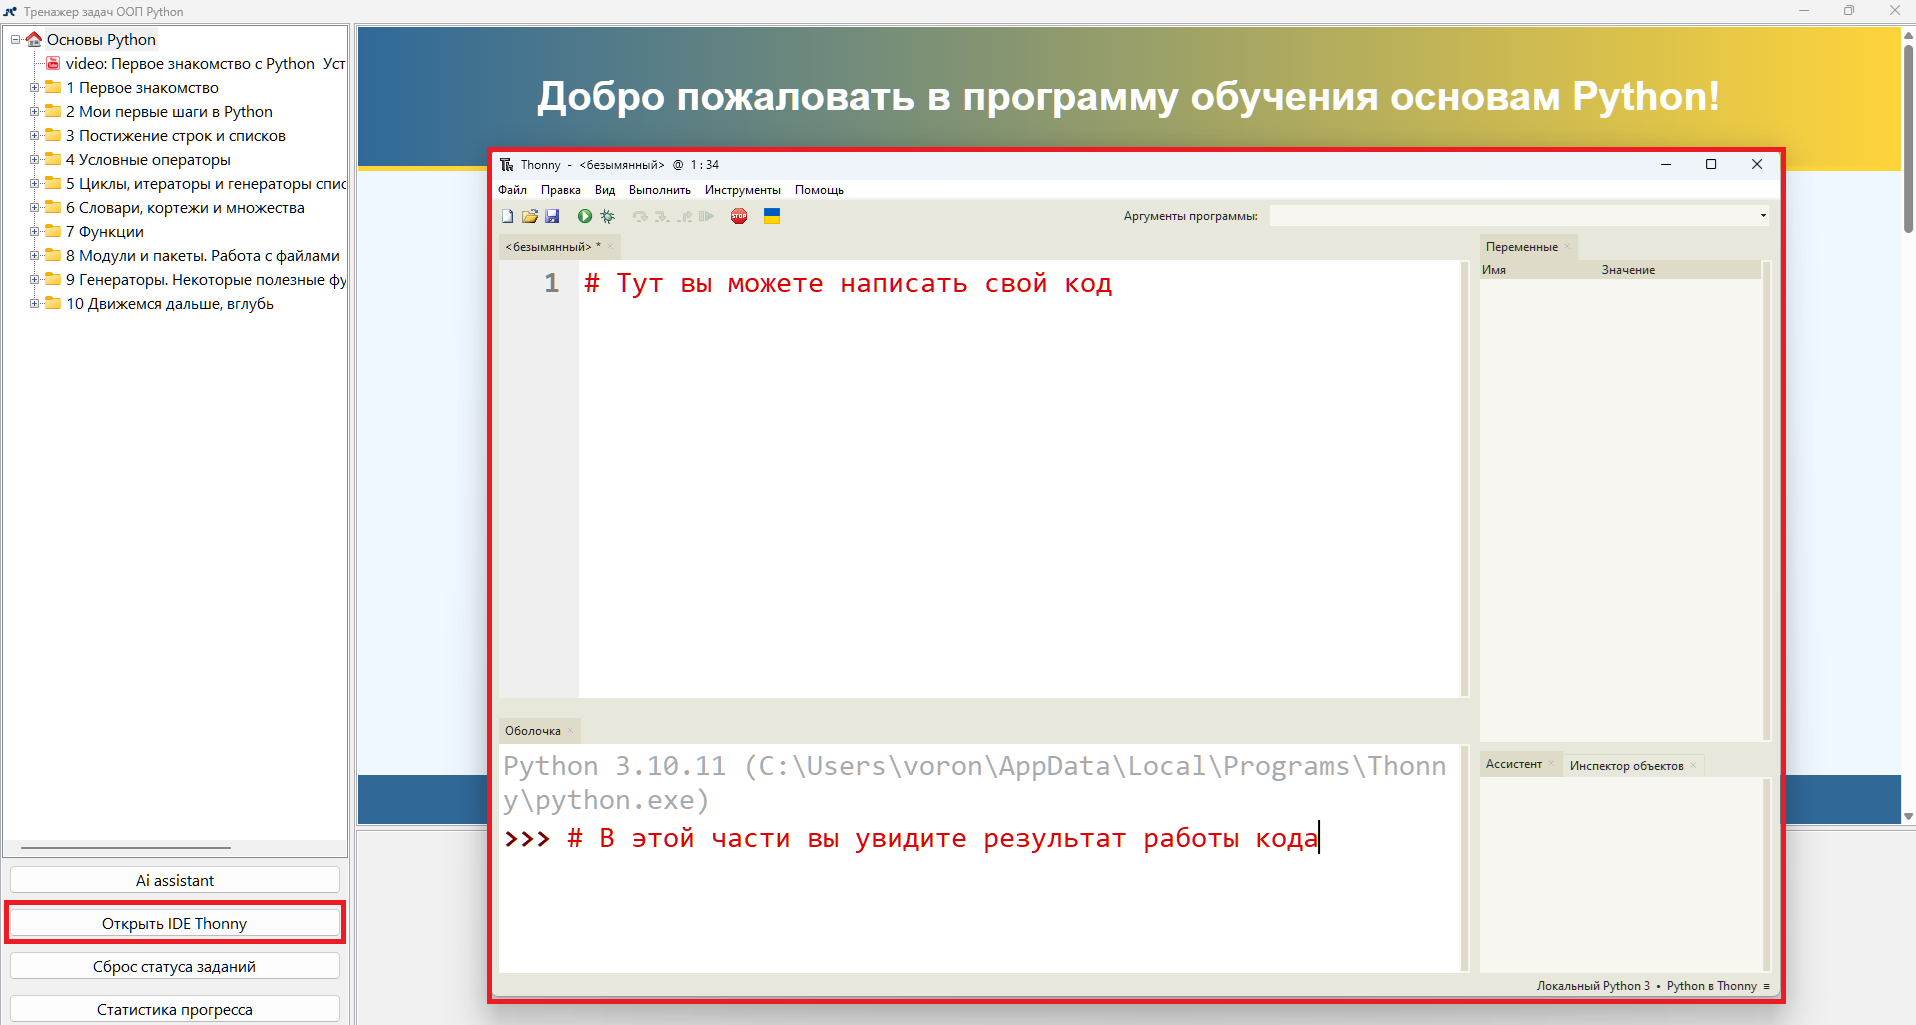 Тренажер задач ООП Python
Основы Python
video: Первое знакомство с Python Уст
1 Первое знакомство
2 Мои первые шаги в Python
3 Постижение строк и списков
4 Условные операторы
5 Циклы, итераторы и генераторы спис
6 Словари, кортежи и множества
7 Функции
8 Модули и пакеты. Работа с файлами
9 Генераторы. Некоторые полезные фу
10 Движемся дальше, вглубь
Ai assistant
Открыть IDE Thonny
Сброс статуса заданий
Статистика прогресса
Добро пожаловать в программу обучения основам Python!
Thonny - <безымянный> @ 1:34
Файл Правка Вид Выполнить Инструменты Помощь
STOP
Аргументы программы:
<безымянный> *
1 # Тут вы можете написать свой код
Оболочка
Python 3.10.11 (C:\Users\voron\AppData\Local\Programs\Thonn
y\python.exe)
>>> # В этой части вы увидите результат работы кода
Переменные
Имя Значение
Ассистент Инспектор объектов
Локальный Python 3 • Python в Thonny ≡